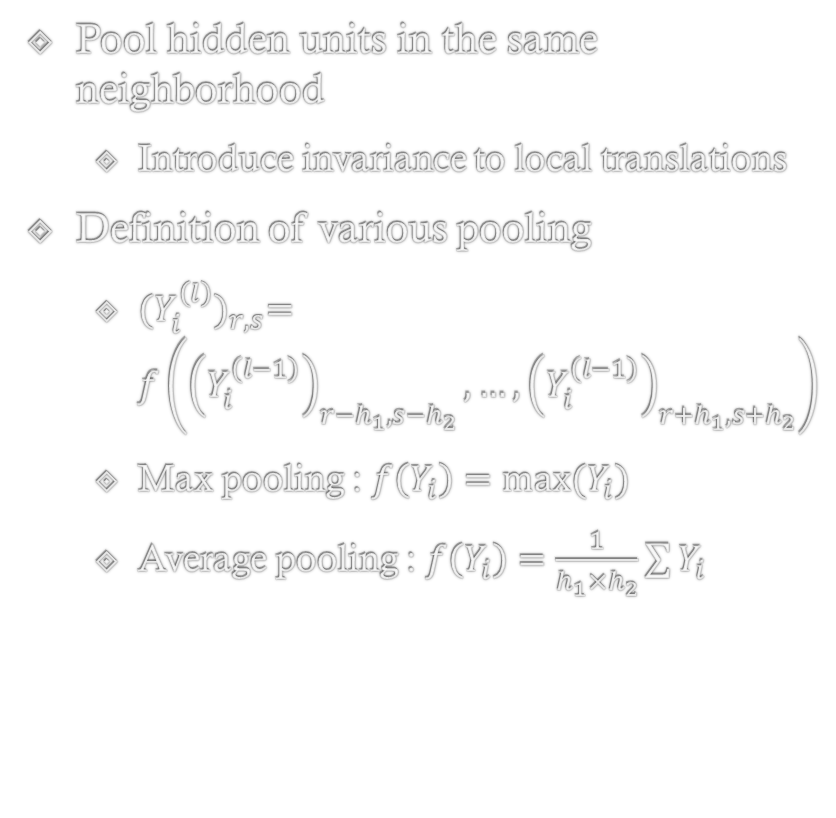 ❖ Pool hidden units in the same
neighborhood
❖ Introduce invariance to local translations
❖ Definition of various pooling
❖ (Y_i^{(l)})_{r,s}=
f((Y_i^{(l−1)})_{r−h_1,s−h_2} , … , (Y_i^{(l−1)})_{r+h_1,s+h_2})
❖ Max pooling : f(Y_i) = max(Y_i)
❖ Average pooling : f(Y_i) = \frac{1}{h_1×h_2} ∑ Y_i